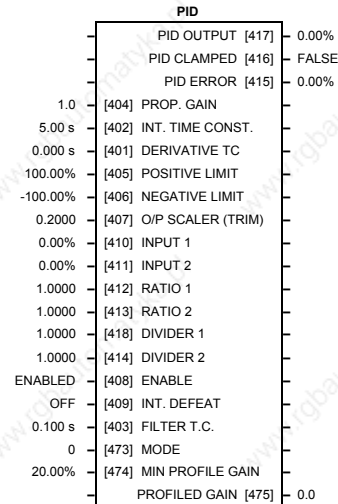 PID
PID OUTPUT [417] – 0.00%
PID CLAMPED [416] – FALSE
PID ERROR [415] – 0.00%
1.0 – [404] PROP. GAIN
5.00 s – [402] INT. TIME CONST.
0.000 s – [401] DERIVATIVE TC
100.00% – [405] POSITIVE LIMIT
-100.00% – [406] NEGATIVE LIMIT
0.2000 – [407] O/P SCALER (TRIM)
0.00% – [410] INPUT 1
0.00% – [411] INPUT 2
1.0000 – [412] RATIO 1
1.0000 – [413] RATIO 2
1.0000 – [418] DIVIDER 1
1.0000 – [414] DIVIDER 2
ENABLED – [408] ENABLE
OFF – [409] INT. DEFEAT
0.100 s – [403] FILTER T.C.
0 – [473] MODE
20.00% – [474] MIN PROFILE GAIN
PROFILED GAIN [475] – 0.0